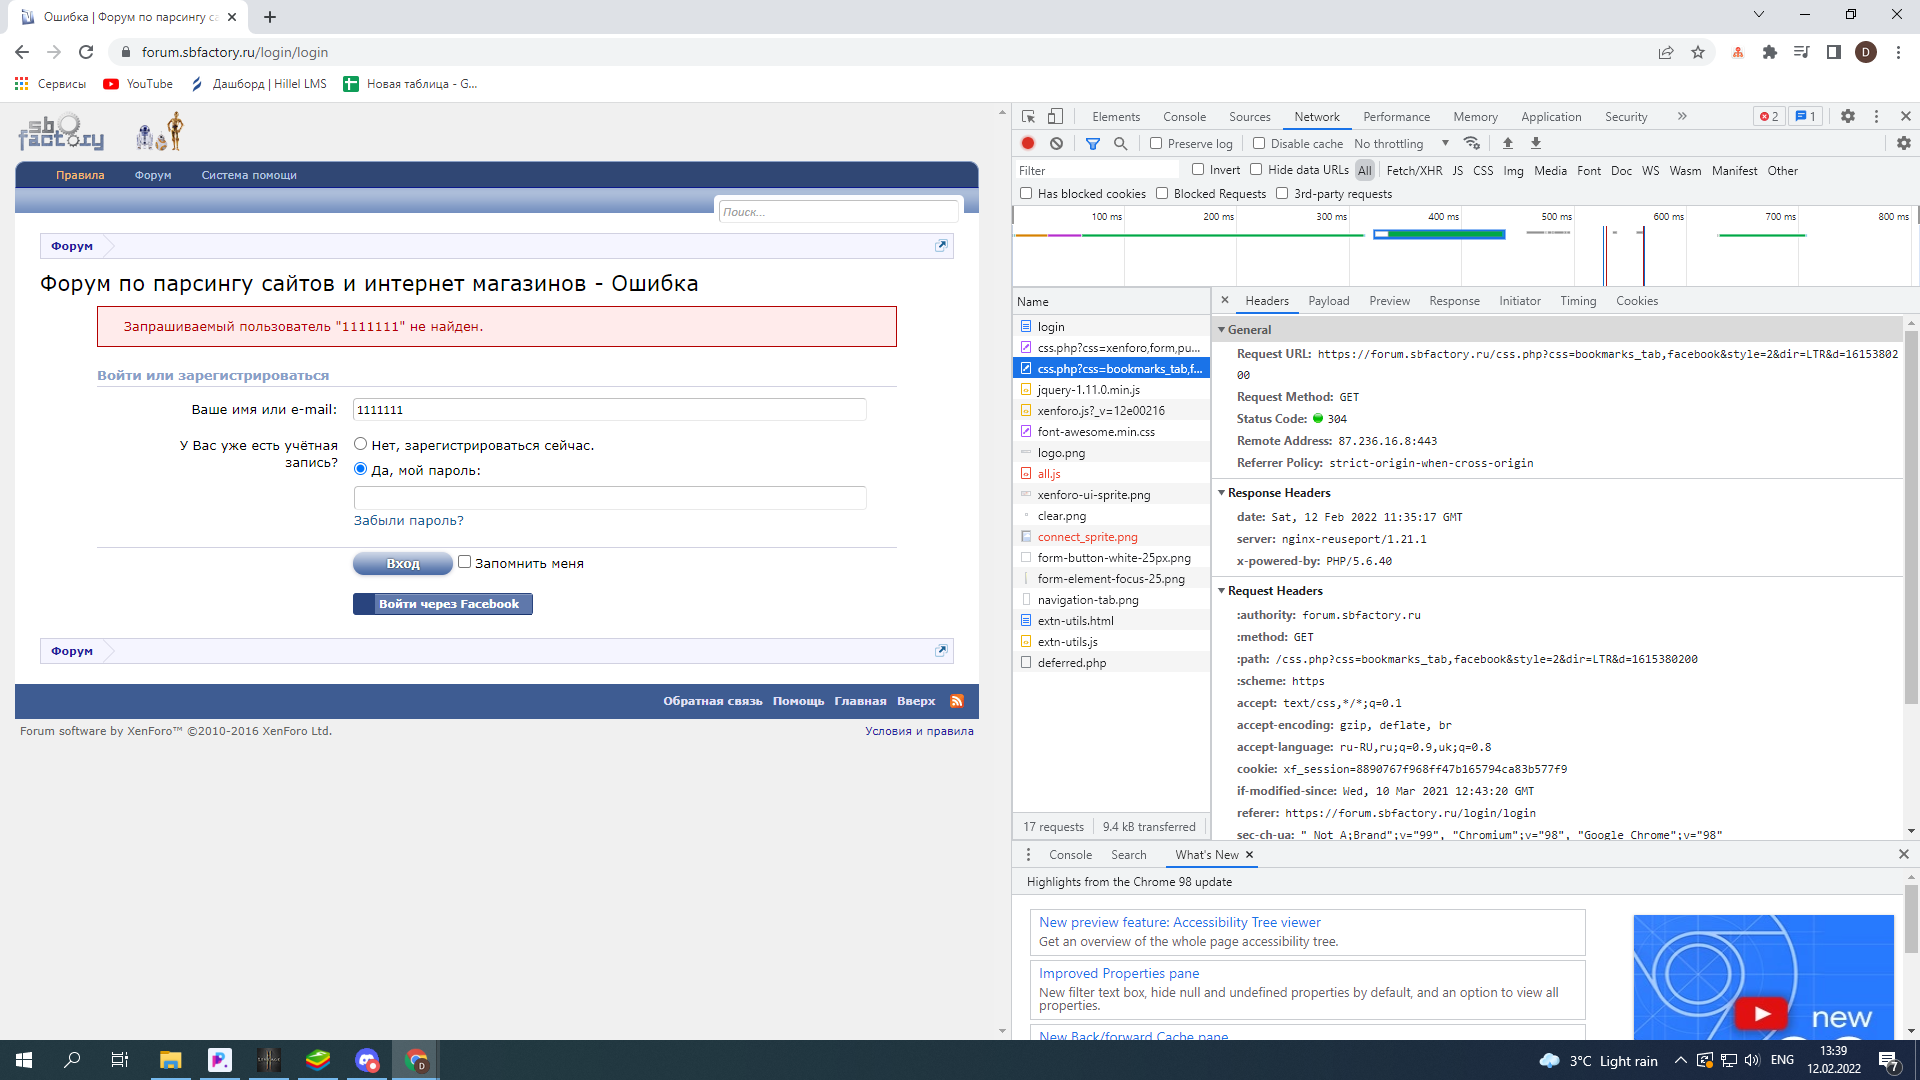 Ошибка | Форум по парсингу са
forum.sbfactory.ru/login/login
D
Сервисы
YouTube
Дашборд | Hillel LMS
Новая таблица - G...
sb factory
Правила
Форум
Система помощи
Поиск...
Форум
Форум по парсингу сайтов и интернет магазинов - Ошибка
Запрашиваемый пользователь "1111111" не найден.
Войти или зарегистрироваться
Ваше имя или e-mail:
1111111
У Вас уже есть учётная
запись?
Нет, зарегистрироваться сейчас.
Да, мой пароль:
Забыли пароль?
Вход
Запомнить меня
Войти через Facebook
Форум
Обратная связь Помощь Главная Вверх
Forum software by XenForo™ ©2010-2016 XenForo Ltd.
Условия и правила
Elements Console Sources Network Performance Memory Application Security
2
1
Preserve log
Disable cache
No throttling
Filter
Invert
Hide data URLs
All Fetch/XHR JS CSS Img Media Font Doc WS Wasm Manifest Other
Has blocked cookies
Blocked Requests
3rd-party requests
100 ms 200 ms 300 ms 400 ms 500 ms 600 ms 700 ms 800 ms
Name
login
css.php?css=xenforo,form,pu...
css.php?css=bookmarks_tab,f...
jquery-1.11.0.min.js
xenforo.js?_v=12e00216
font-awesome.min.css
logo.png
all.js
xenforo-ui-sprite.png
clear.png
connect_sprite.png
form-button-white-25px.png
form-element-focus-25.png
navigation-tab.png
extn-utils.html
extn-utils.js
deferred.php
17 requests
9.4 kB transferred
Headers Payload Preview Response Initiator Timing Cookies
General
Request URL: https://forum.sbfactory.ru/css.php?css=bookmarks_tab,facebook&style=2&dir=LTR&d=16153802
00
Request Method: GET
Status Code: 304
Remote Address: 87.236.16.8:443
Referrer Policy: strict-origin-when-cross-origin
Response Headers
date: Sat, 12 Feb 2022 11:35:17 GMT
server: nginx-reuseport/1.21.1
x-powered-by: PHP/5.6.40
Request Headers
:authority: forum.sbfactory.ru
:method: GET
:path: /css.php?css=bookmarks_tab,facebook&style=2&dir=LTR&d=1615380200
:scheme: https
accept: text/css,*/*;q=0.1
accept-encoding: gzip, deflate, br
accept-language: ru-RU,ru;q=0.9,uk;q=0.8
cookie: xf_session=8890767f968ff47b165794ca83b577f9
if-modified-since: Wed, 10 Mar 2021 12:43:20 GMT
referer: https://forum.sbfactory.ru/login/login
sec-ch-ua: " Not A;Brand";v="99", "Chromium";v="98", "Google Chrome";v="98"
Console
Search
What's New
Highlights from the Chrome 98 update
New preview feature: Accessibility Tree viewer
Get an overview of the whole page accessibility tree.
Improved Properties pane
New filter text box, hide null and undefined properties by default, and an option to view all
properties.
New Back/forward Cache pane
new
3°C Light rain
ENG
13:39
12.02.2022
7